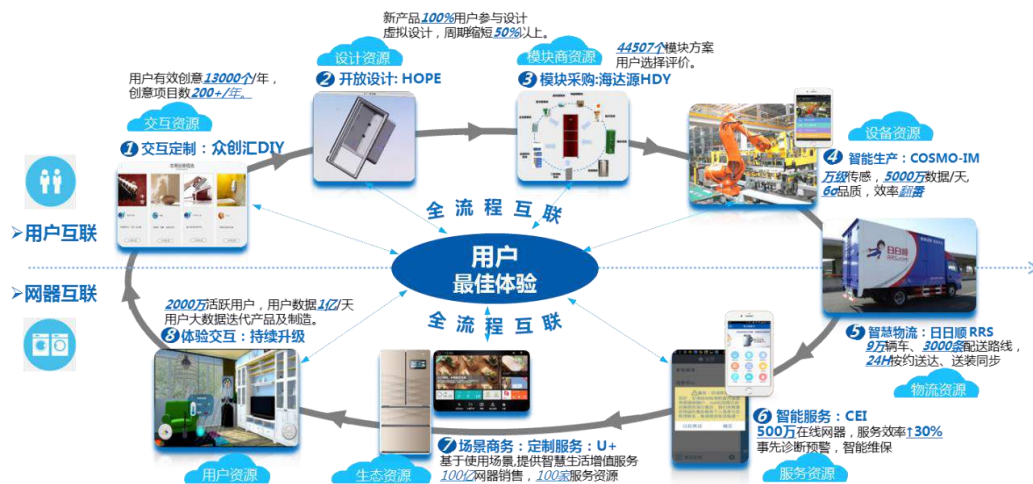 新产品100%用户参与设计
虚拟设计，周期缩短50%以上。
设计资源
❷ 开放设计: HOPE
44507个模块方案
用户选择评价。
模块商资源
❸ 模块采购:海达源HDY
用户有效创意13000个/年，
创意项目数200+/年。
交互资源
❶ 交互定制：众创汇DIY
设备资源
❹ 智能生产：COSMO-IM
万级传感，5000万数据/天,
6σ品质，效率翻番
➢用户互联
全流程互联
用户
最佳体验
全流程互联
➢网器互联
日日顺
RRS.com
❺ 智慧物流：日日顺 RRS
9万辆车、3000条配送路线，
24H按约送达、送装同步
物流资源
2000万活跃用户，用户数据1亿/天
用户大数据迭代产品及制造。
❽体验交互：持续升级
用户资源
❼场景商务：定制服务：U+
基于使用场景,提供智慧生活增值服务
100亿网器销售，100家服务资源
生态资源
❻ 智能服务：CEI
500万在线网器，服务效率↑30%
事先诊断预警，智能维保
服务资源